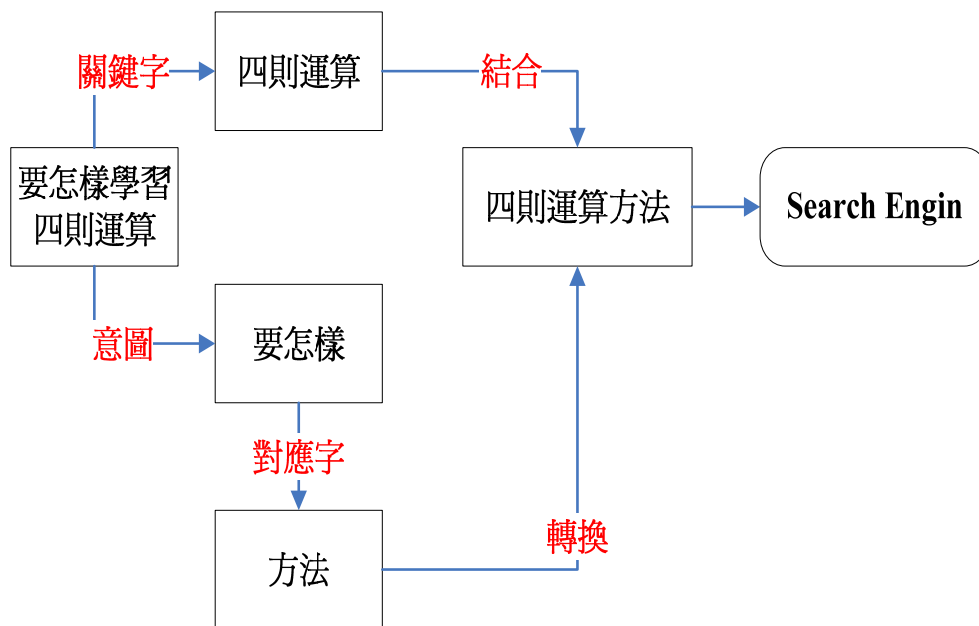 關鍵字
四則運算
結合
要怎樣學習
四則運算
四則運算方法
Search Engin
意圖
要怎樣
對應字
方法
轉換